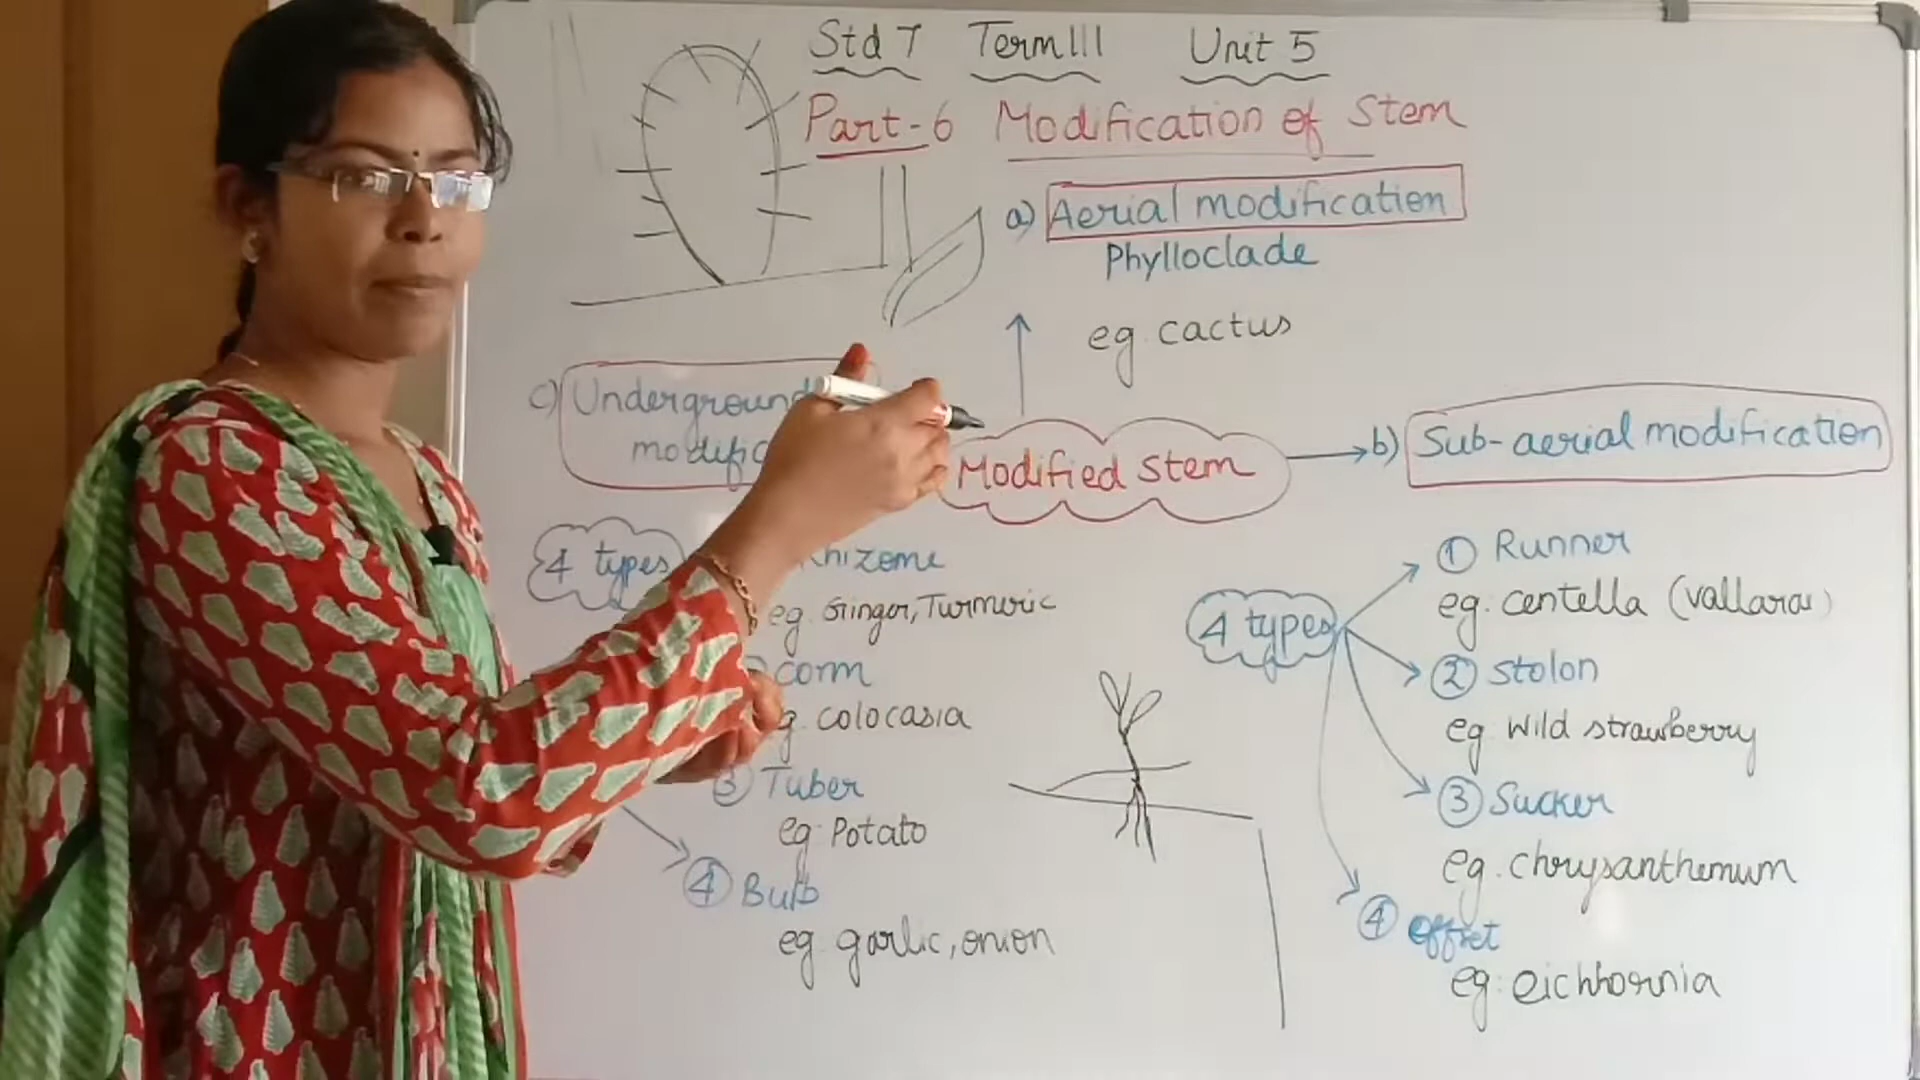 Std 7 Term III Unit 5
Part-6 Modification of Stem
a) Aerial modification
Phylloclade
eg. cactus
c) Underground
Modified Stem
b) Sub-aerial modification
4 types
Rhizome
eg. Ginger, Turmeric
corm
eg. colocasia
③ Tuber
eg. Potato
④ Bulb
eg. garlic, onion
4 types
① Runner
eg. centella (vallarai)
② Stolon
eg. wild strawberry
③ Sucker
eg. chrysanthemum
④ offset
eg. eichhornia